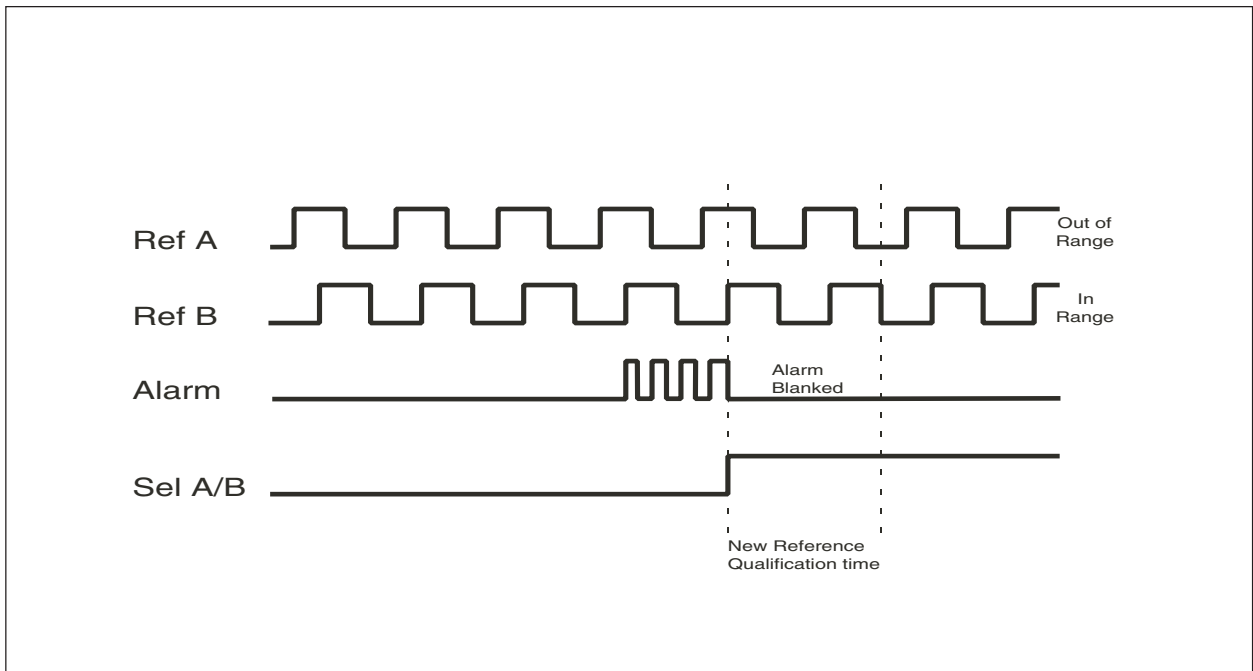 Ref A
Out of
Range
Ref B
In
Range
Alarm
Alarm
Blanked
Sel A/B
New Reference
Qualification time